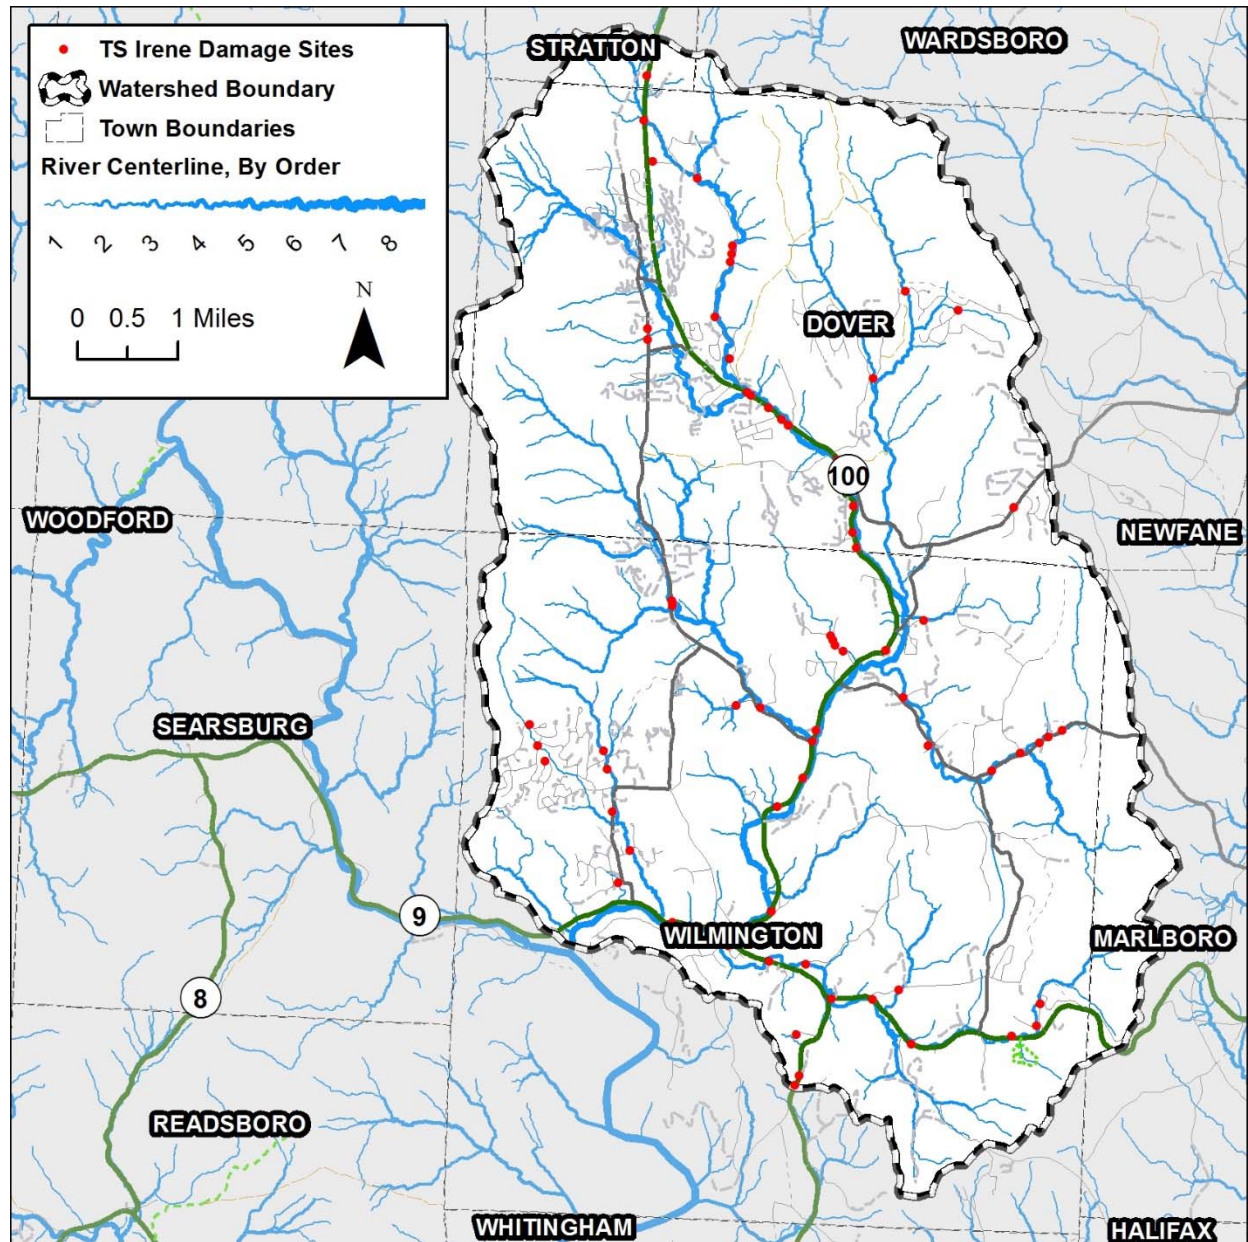 STRATTON
WARDSBORO
TS Irene Damage Sites
Watershed Boundary
Town Boundaries
River Centerline, By Order
1 2 3 4 5 6 7 8
N
0 0.5 1 Miles
DOVER
100
WOODFORD
NEWFANE
SEARSBURG
9
WILMINGTON
MARLBORO
8
READSBORO
WHITINGHAM
HALIFAX